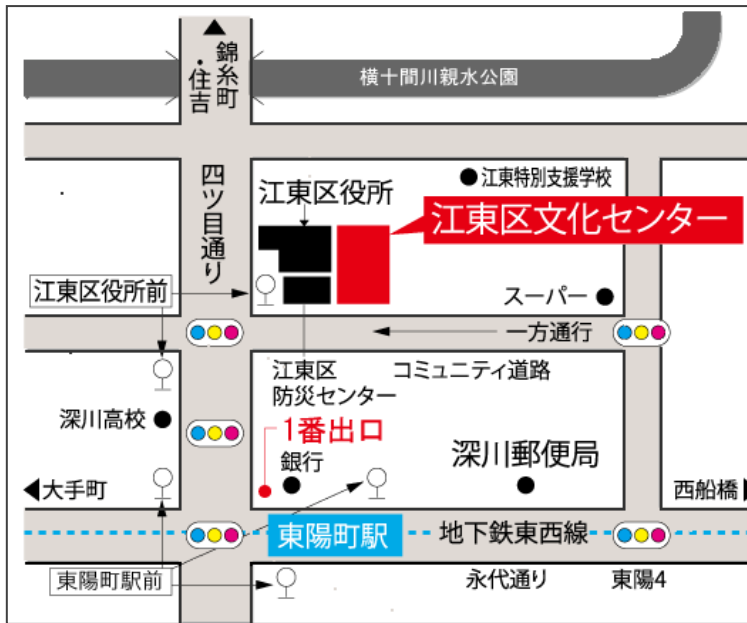 錦糸町
・住吉
横十間川親水公園
四ツ目通り
江東区役所
江東特別支援学校
江東区文化センター
江東区役所前
スーパー
一方通行
江東区
防災センター
コミュニティ道路
深川高校
1番出口
銀行
深川郵便局
大手町
西船橋
東陽町駅
地下鉄東西線
東陽町駅前
永代通り
東陽4